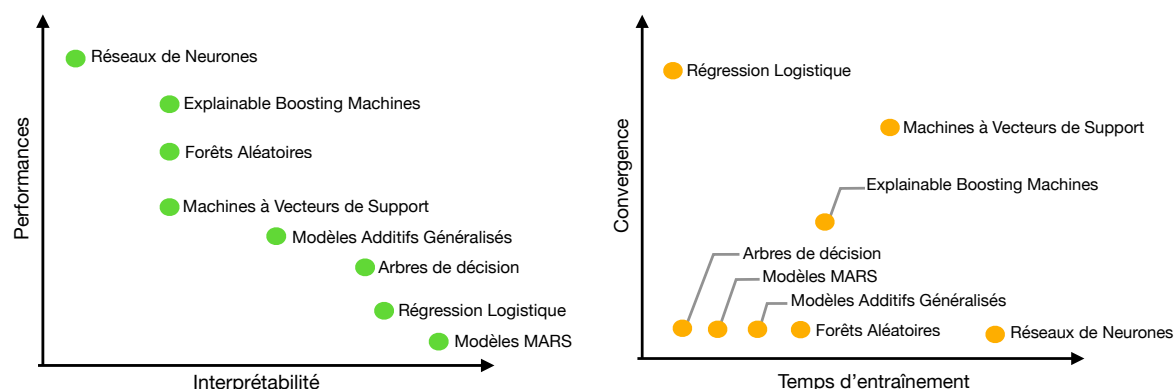 Performances
Réseaux de Neurones
Explainable Boosting Machines
Forêts Aléatoires
Machines à Vecteurs de Support
Modèles Additifs Généralisés
Arbres de décision
Régression Logistique
Modèles MARS
Interprétabilité
Convergence
Régression Logistique
Machines à Vecteurs de Support
Explainable Boosting Machines
Arbres de décision
Modèles MARS
Modèles Additifs Généralisés
Forêts Aléatoires
Réseaux de Neurones
Temps d'entraînement